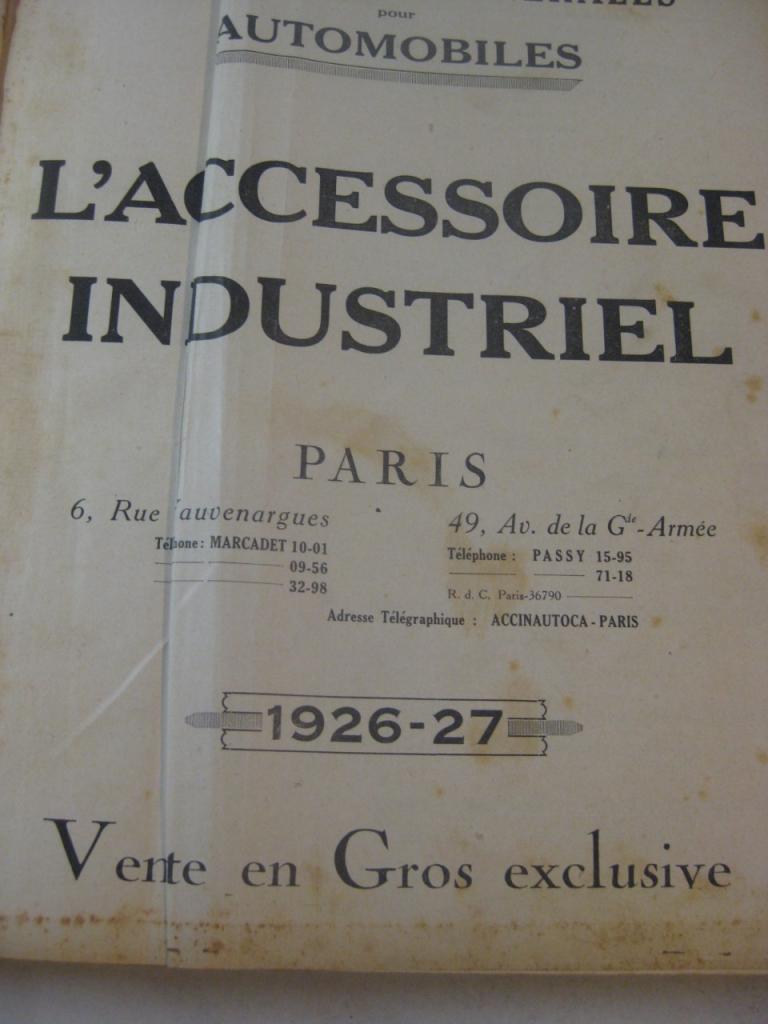 pour
AUTOMOBILES
L'ACCESSOIRE
INDUSTRIEL
PARIS
6, Rue auvenargues
Télhone: MARCADET 10-01
09-56
32-98
49, Av. de la Gde-Armée
Téléphone: PASSY 15-95
71-18
R. d. C. Paris-36790
Adresse Télégraphique : ACCINAUTOCA-PARIS
1926-27
Vente en Gros exclusive